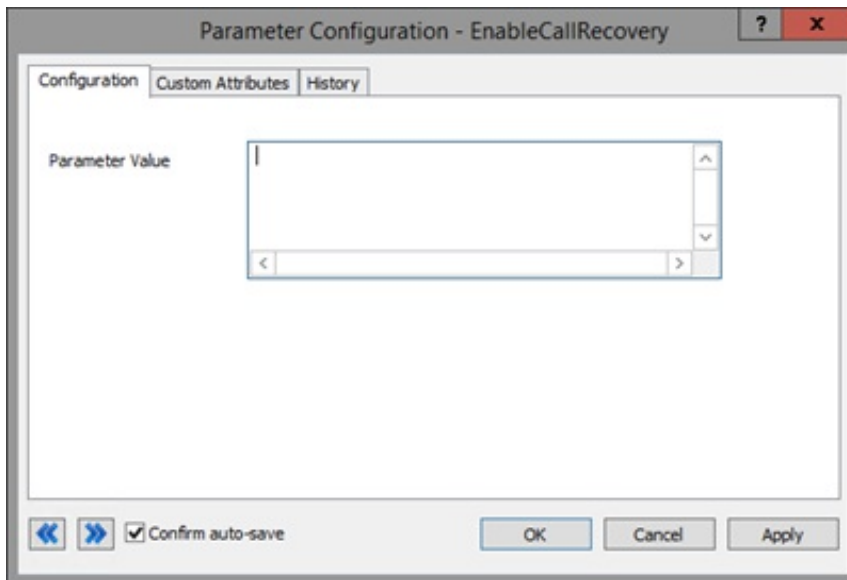 Parameter Configuration - EnableCallRecovery
? x
Configuration Custom Attributes History
Parameter Value
Confirm auto-save OK Cancel Apply